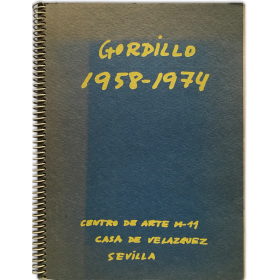 GORDILLO
1958-1974
CENTRO DE ARTE M-11
CASA DE VELAZQUEZ
SEVILLA